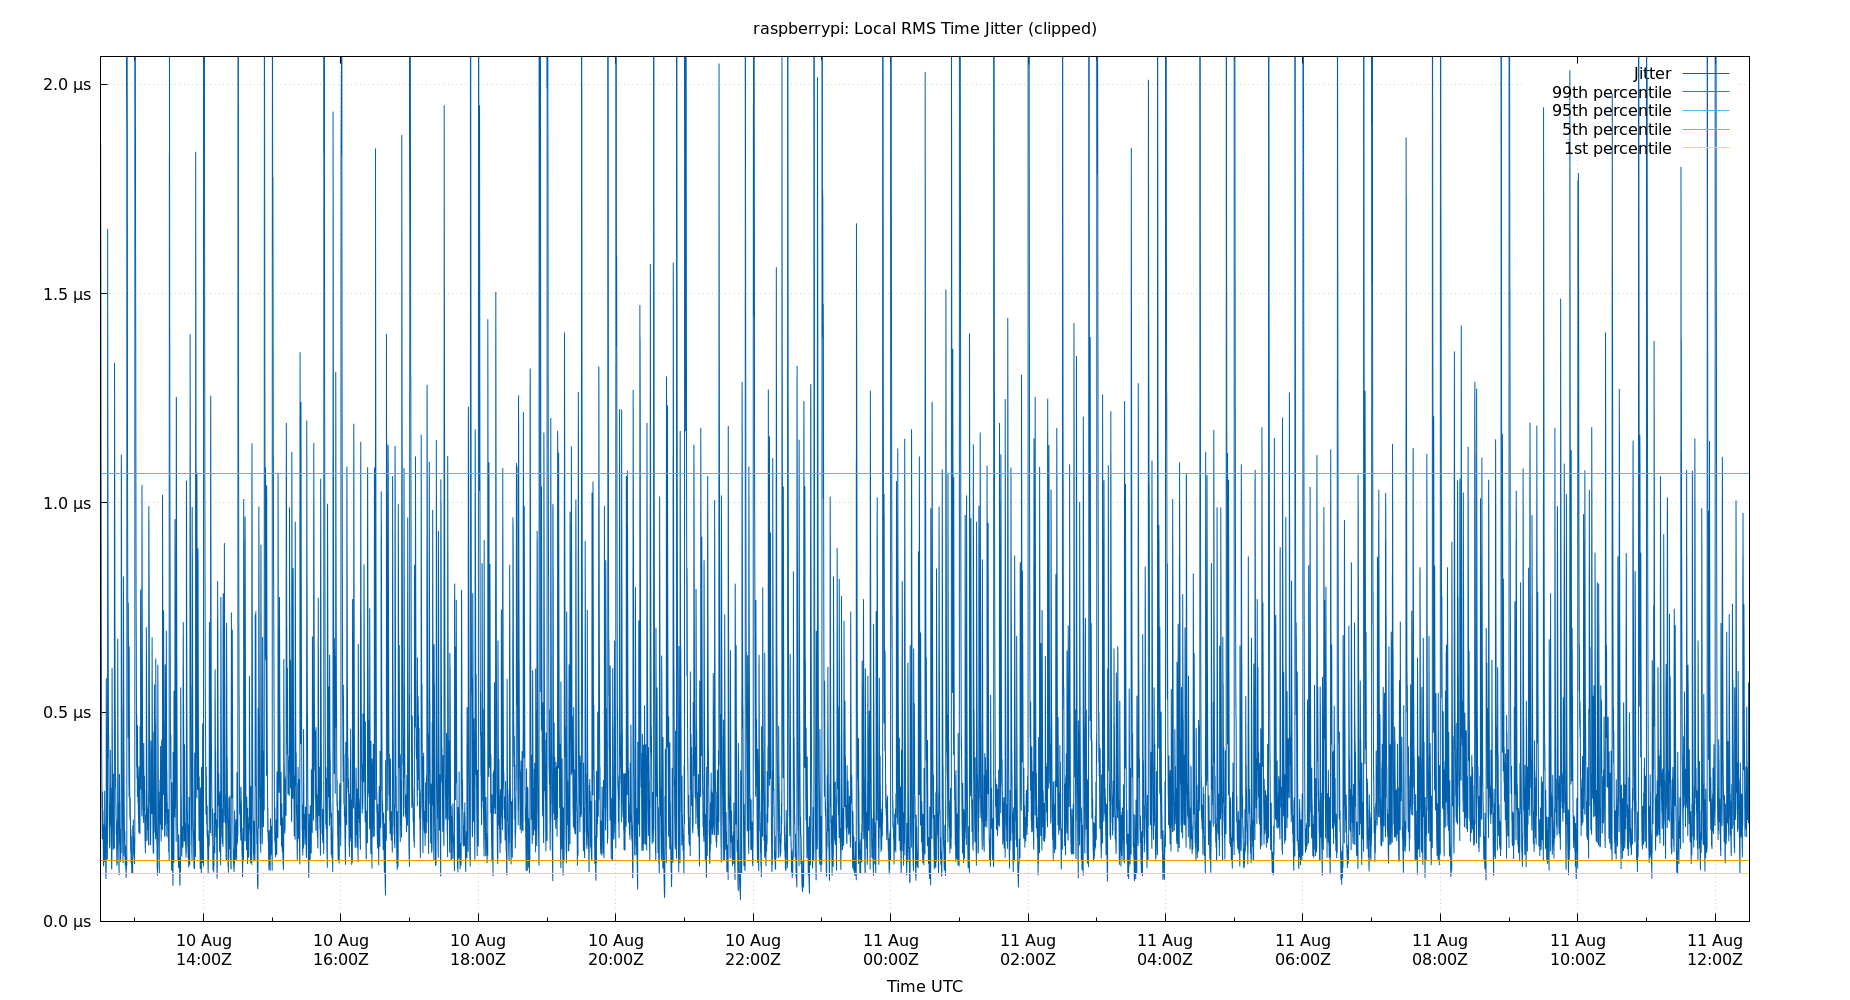 raspberrypi: Local RMS Time Jitter (clipped)
2.0 µs
1.5 µs
1.0 µs
0.5 µs
0.0 µs
Jitter
99th percentile
95th percentile
5th percentile
1st percentile
10 Aug 10 Aug 10 Aug 10 Aug 10 Aug 11 Aug 11 Aug 11 Aug 11 Aug 11 Aug 11 Aug 11 Aug
14:00Z 16:00Z 18:00Z 20:00Z 22:00Z 00:00Z 02:00Z 04:00Z 06:00Z 08:00Z 10:00Z 12:00Z
Time UTC